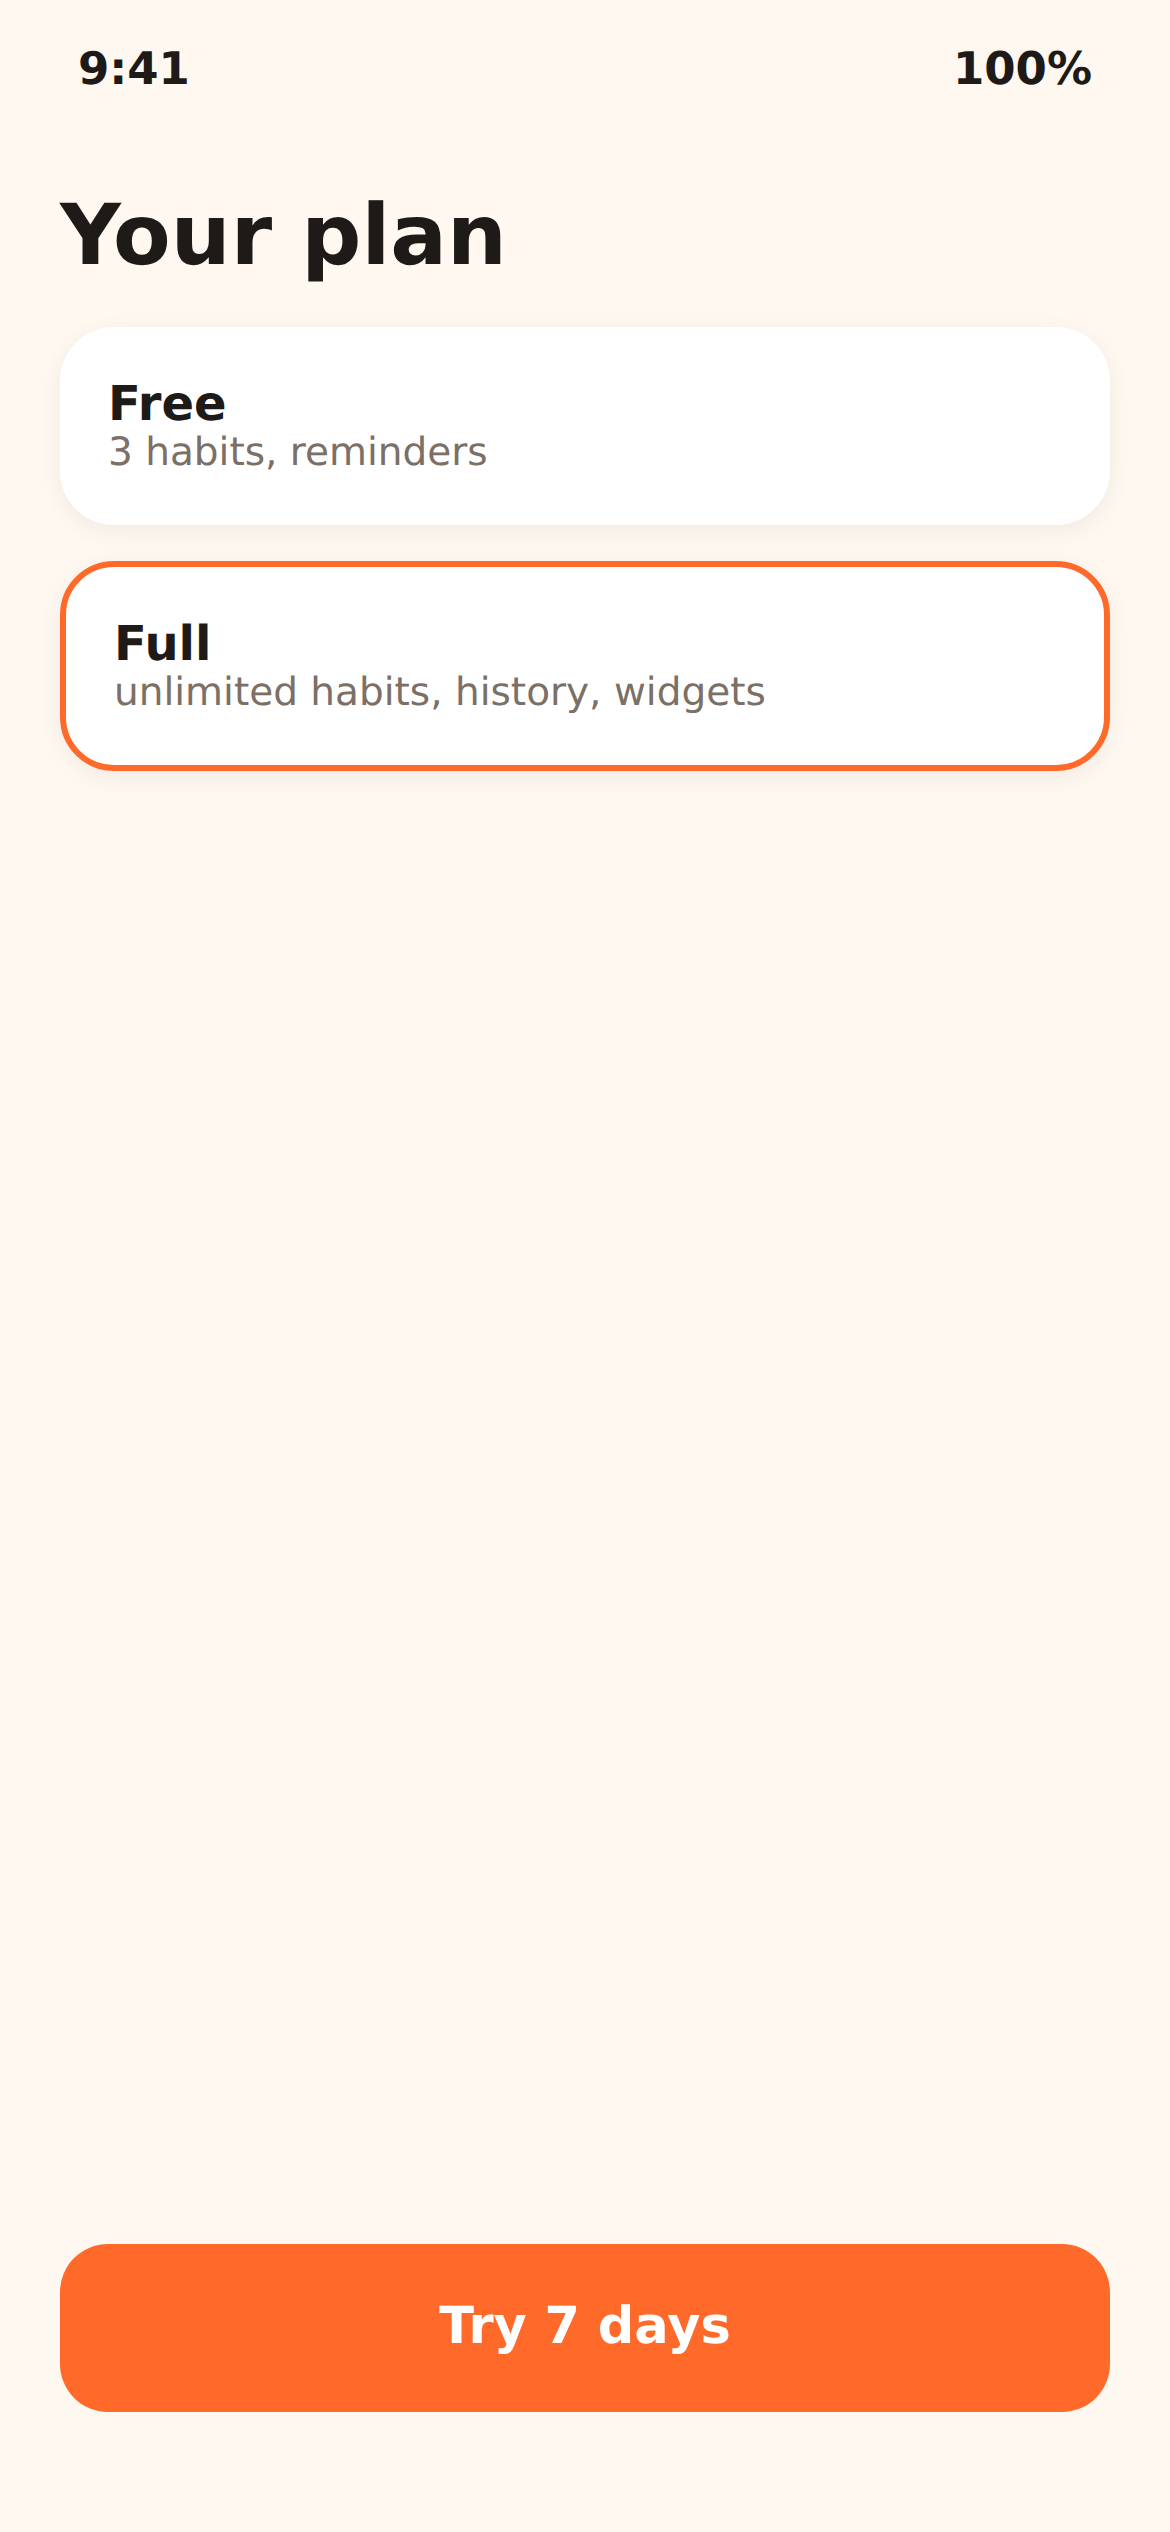 9:41 100%
Your plan
Free
3 habits, reminders
Full
unlimited habits, history, widgets
Try 7 days